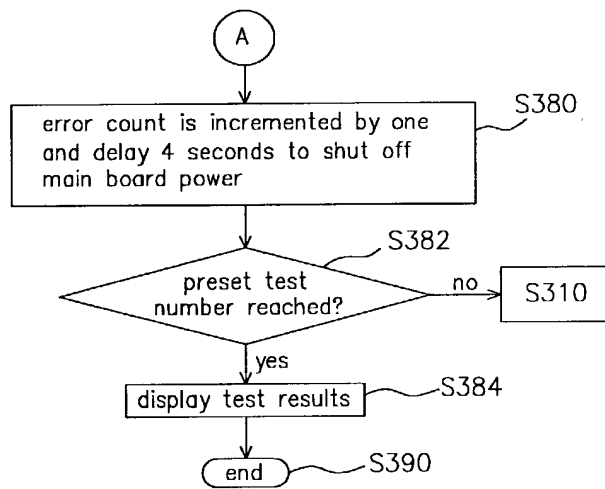 A
error count is incremented by one
and delay 4 seconds to shut off
main board power
S380
S382
preset test
number reached?
no
S310
yes
display test results
S384
end
S390